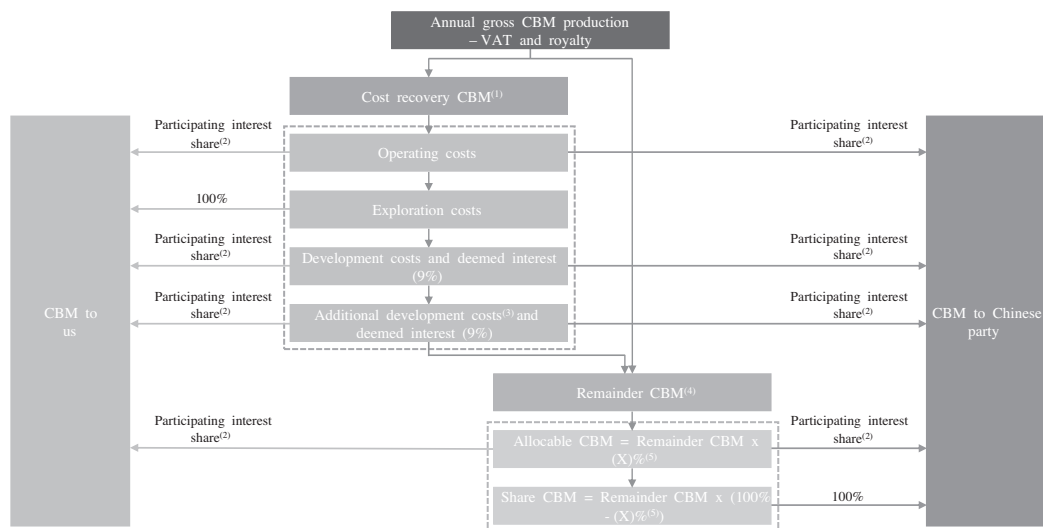 Annual gross CBM production
– VAT and royalty
Cost recovery CBM(1)
Participating interest
share(2)
Operating costs
Participating interest
share(2)
100%
Exploration costs
Participating interest
share(2)
Development costs and deemed interest
(9%)
Participating interest
share(2)
CBM to
us
Participating interest
share(2)
Additional development costs(3) and
deemed interest (9%)
Participating interest
share(2)
CBM to Chinese
party
Remainder CBM(4)
Participating interest
share(2)
Allocable CBM = Remainder CBM x
(X)%(5)
Participating interest
share(2)
Share CBM = Remainder CBM x (100%
- (X)%(5))
100%